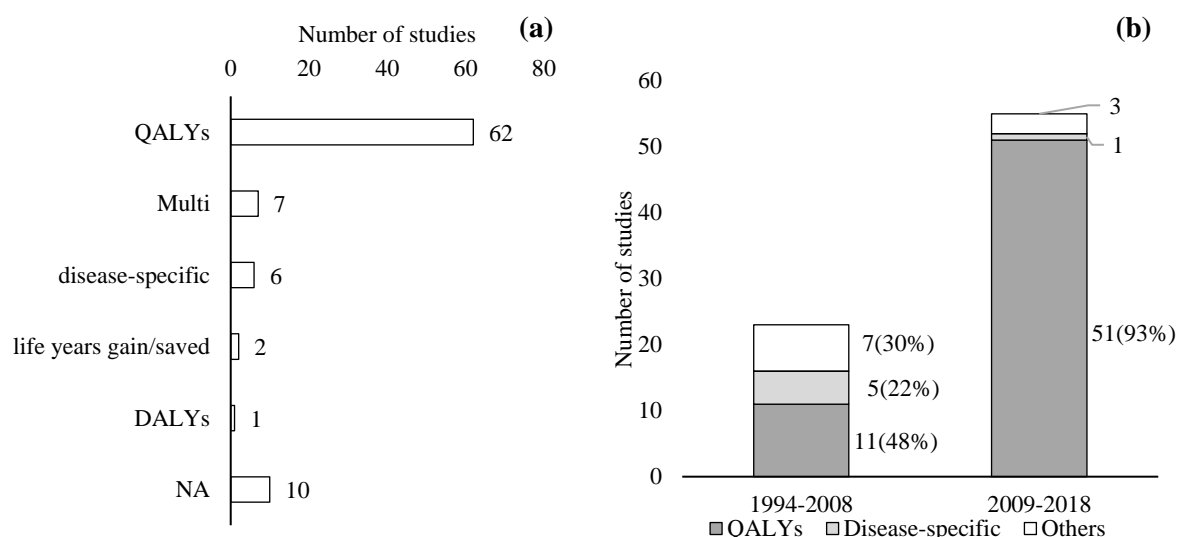 Number of studies
(a)
0 20 40 60 80
QALYs 62
Multi 7
disease-specific 6
life years gain/saved 2
DALYs 1
NA 10
(b)
Number of studies
60
50
40
30
20
10
0
3
1
51(93%)
7(30%)
5(22%)
11(48%)
1994-2008 2009-2018
QALYs Disease-specific Others